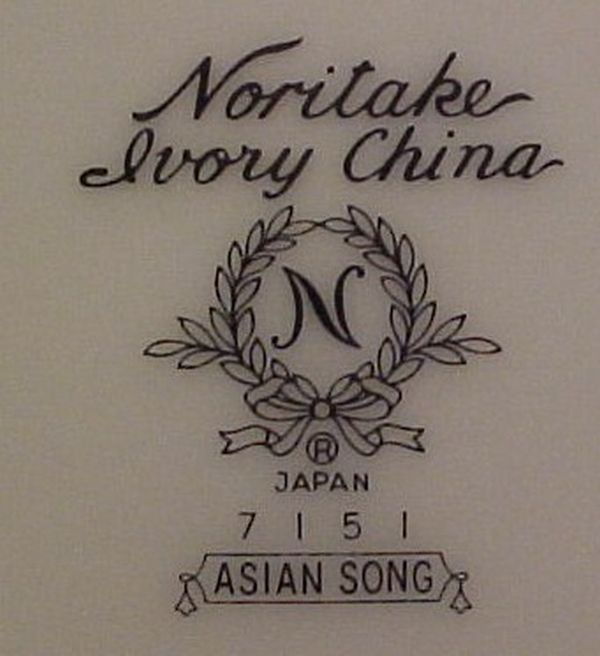 Noritake
Ivory China
N
®
JAPAN
7151
ASIAN SONG